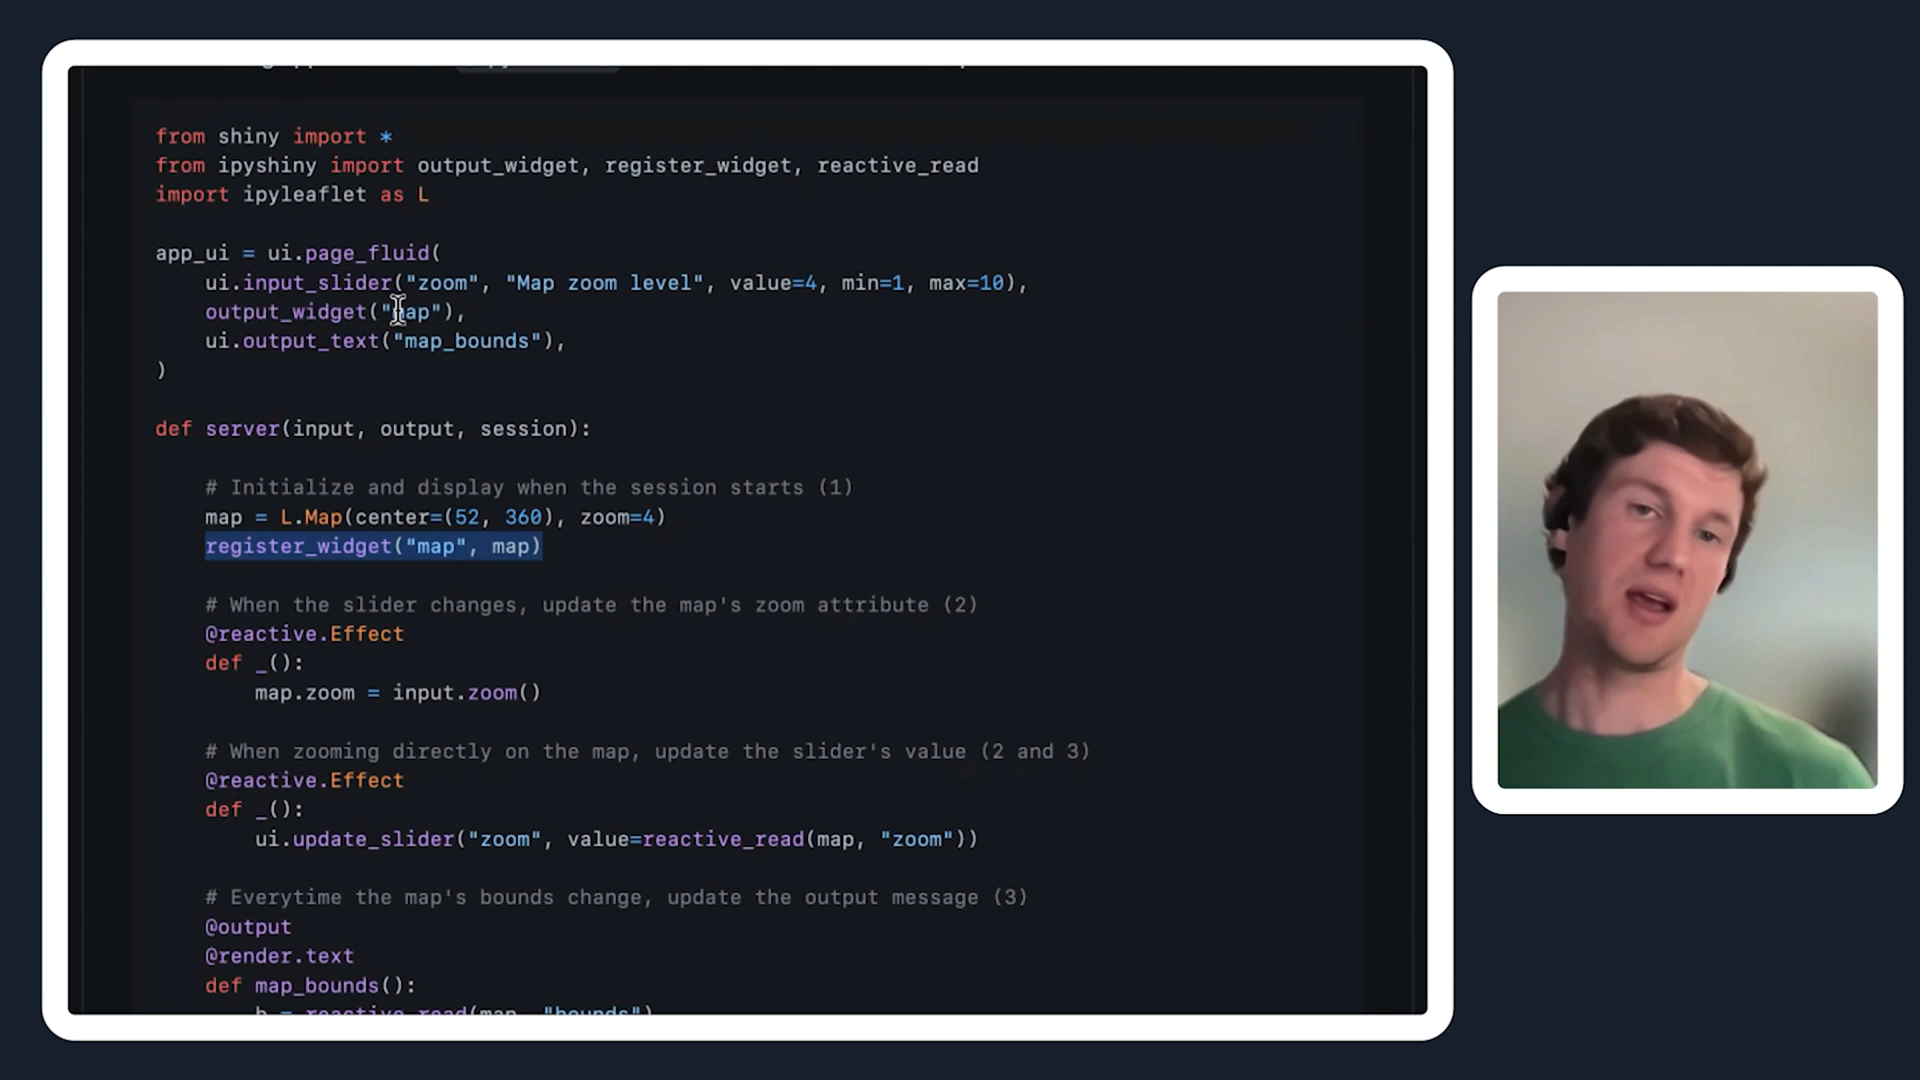 from shiny import *
from ipyshiny import output_widget, register_widget, reactive_read
import ipyleaflet as L
app_ui = ui.page_fluid(
ui.input_slider("zoom", "Map zoom level", value=4, min=1, max=10),
output_widget("map"),
ui.output_text("map_bounds"),
)
def server(input, output, session):
# Initialize and display when the session starts (1)
map = L.Map(center=(52, 360), zoom=4)
register_widget("map", map)
# When the slider changes, update the map's zoom attribute (2)
@reactive.Effect
def _():
map.zoom = input.zoom()
# When zooming directly on the map, update the slider's value (2 and 3)
@reactive.Effect
def _():
ui.update_slider("zoom", value=reactive_read(map, "zoom"))
# Everytime the map's bounds change, update the output message (3)
@output
@render.text
def map_bounds():
b = reactive_read(map, "bounds")